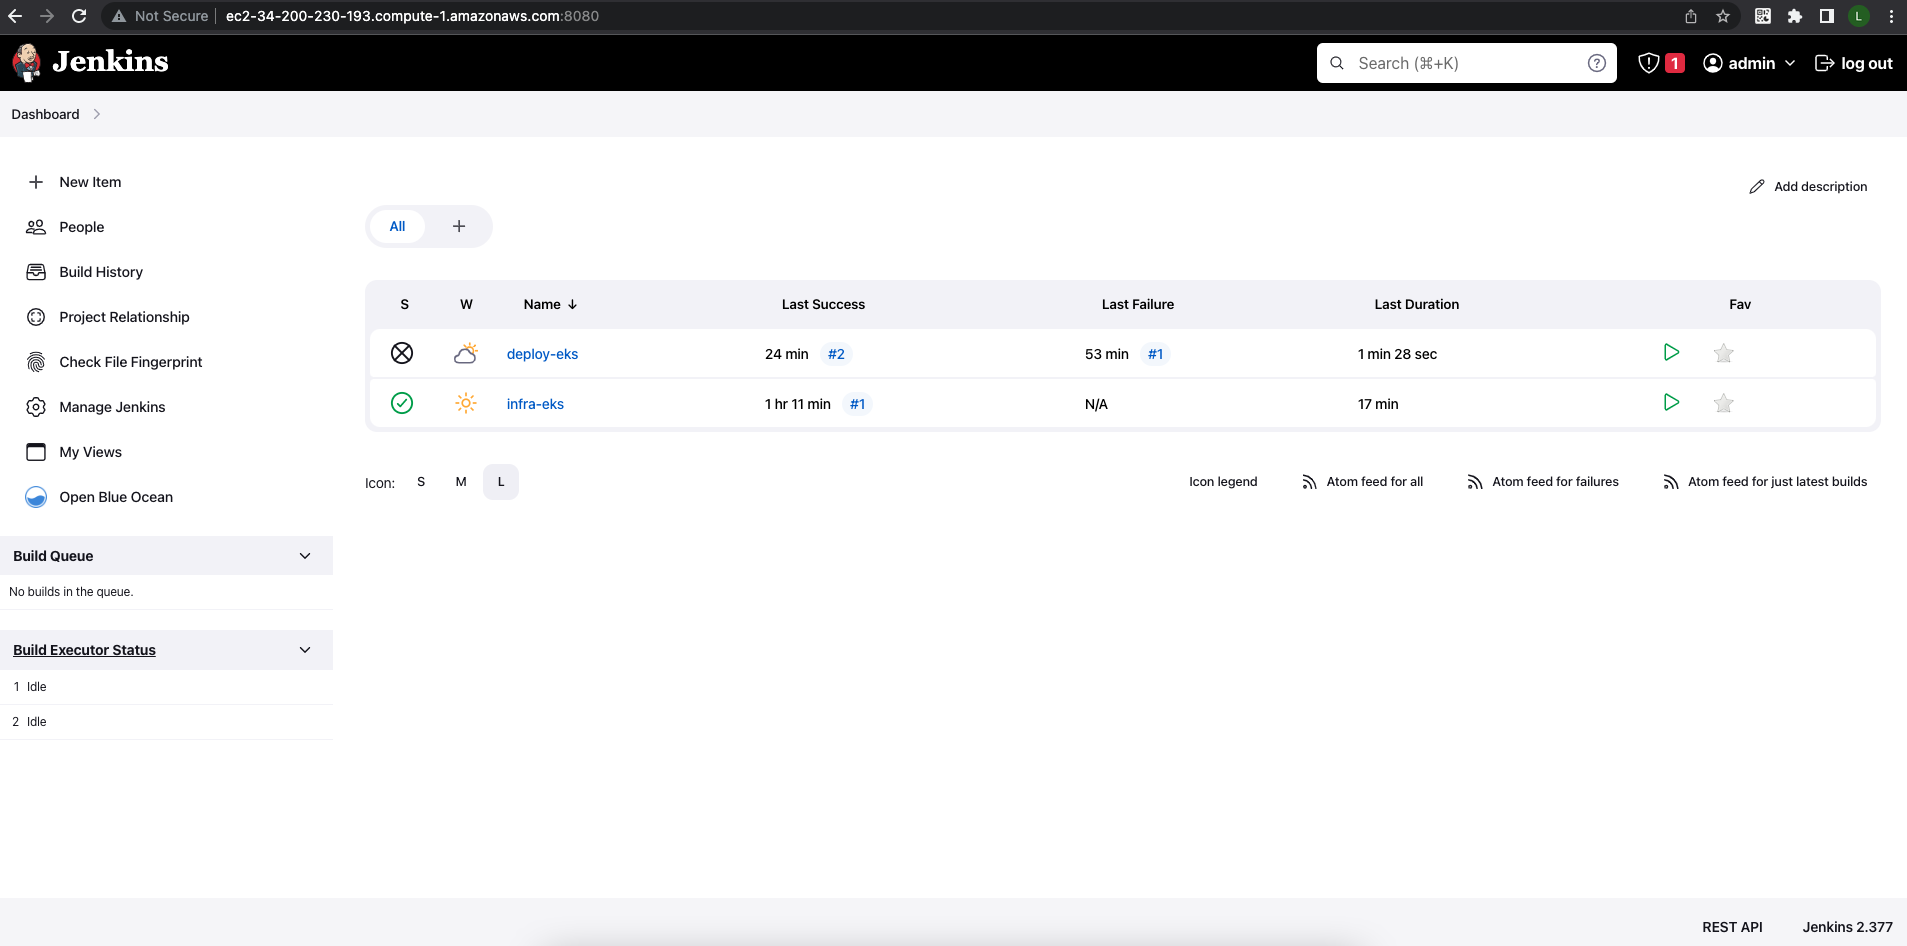 Not Secure ec2-34-200-230-193.compute-1.amazonaws.com:8080 L
Jenkins Search (⌘+K) 1 admin log out
Dashboard
New Item
Add description
People
All +
Build History
S W Name ↓ Last Success Last Failure Last Duration Fav
Project Relationship
deploy-eks 24 min #2 53 min #1 1 min 28 sec
Check File Fingerprint
infra-eks 1 hr 11 min #1 N/A 17 min
Manage Jenkins
My Views
Icon: S M L Icon legend Atom feed for all Atom feed for failures Atom feed for just latest builds
Open Blue Ocean
Build Queue
No builds in the queue.
Build Executor Status
1 Idle
2 Idle
REST API Jenkins 2.377